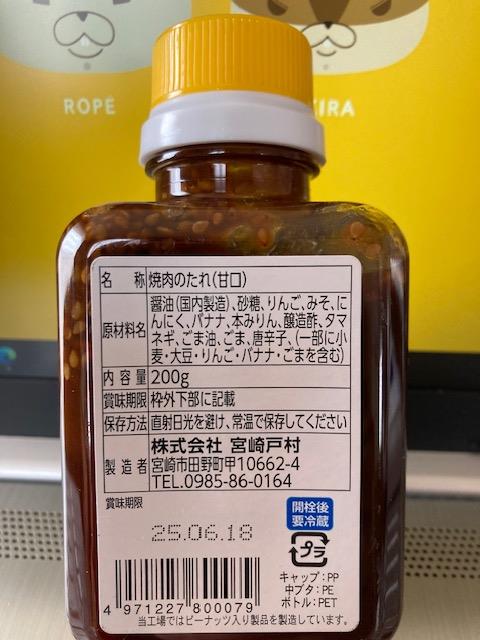 ROPÉ
KIRA
名 称 焼肉のたれ(甘口)
原材料名 醤油(国内製造)、砂糖、りんご、みそ、に
んにく、バナナ、本みりん、醸造酢、タマ
ネギ、ごま油、ごま、唐辛子、(一部に小
麦・大豆・りんご・バナナ・ごまを含む)
内容量 200g
賞味期限 枠外下部に記載
保存方法 直射日光を避け、常温で保存してください
製造者 株式会社 宮崎戸村
宮崎市田野町甲10662-4
TEL.0985-86-0164
賞味期限
25.06.18
開栓後
要冷蔵
プラ
キャップ:PP
中ブタ:PE
ボトル:PET
4 971227 800079
当工場ではピーナッツ入り製品を製造しています。